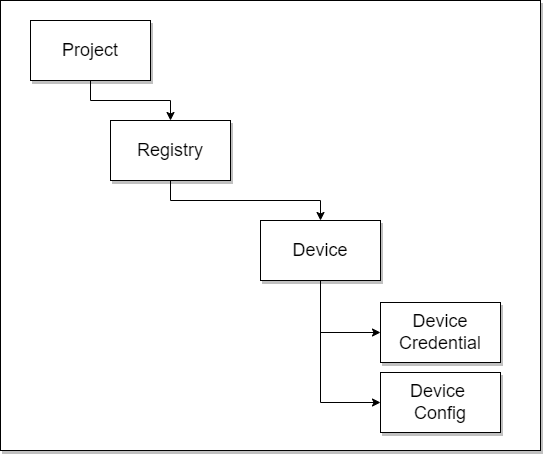 Project
Registry
Device
Device
Credential
Device
Config